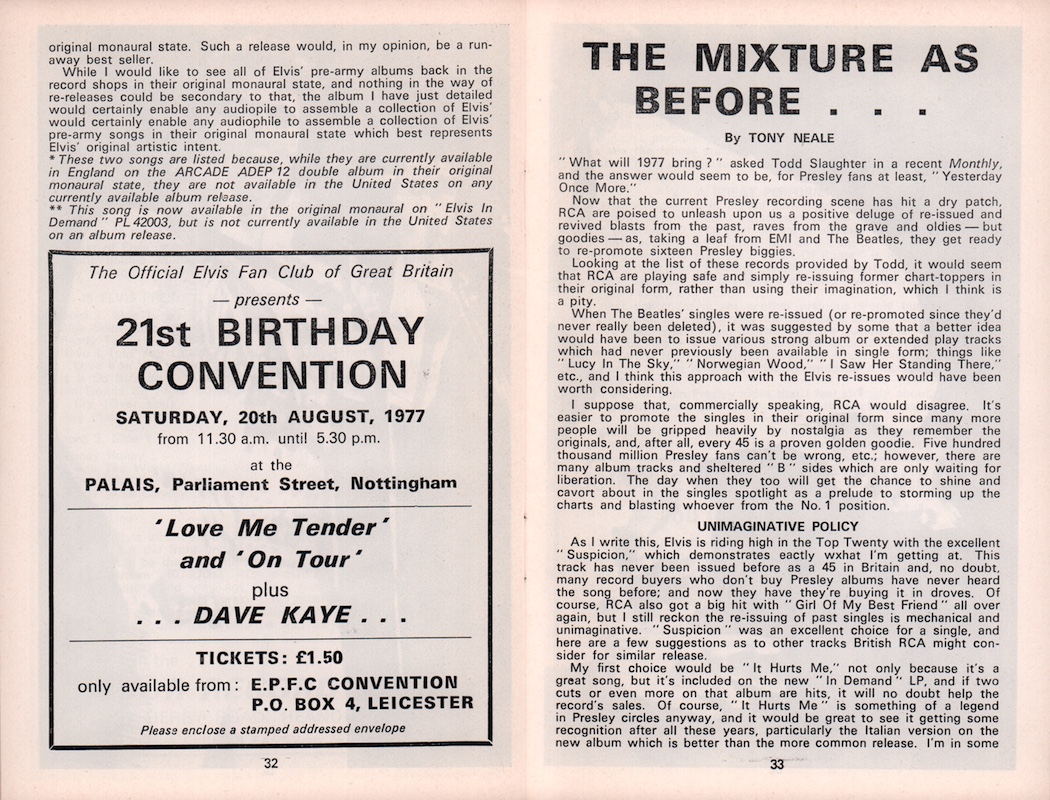 original monaural state. Such a release would, in my opinion, be a run-
away best seller.
While I would like to see all of Elvis' pre-army albums back in the
record shops in their original monaural state, and nothing in the way of
re-releases could be secondary to that, the album I have just detailed
would certainly enable any audiopile to assemble a collection of Elvis'
would certainly enable any audiophile to assemble a collection of Elvis'
pre-army songs in their original monaural state which best represents
Elvis' original artistic intent.
* These two songs are listed because, while they are currently available
in England on the ARCADE ADEP 12 double album in their original
monaural state, they are not available in the United States on any
currently available album release.
** This song is now available in the original monaural on "Elvis In
Demand" PL 42003, but is not currently available in the United States
on an album release.
The Official Elvis Fan Club of Great Britain
— presents —
21st BIRTHDAY
CONVENTION
SATURDAY, 20th AUGUST, 1977
from 11.30 a.m. until 5.30 p.m.
at the
PALAIS, Parliament Street, Nottingham
'Love Me Tender'
and 'On Tour'
plus
. . . DAVE KAYE . . .
TICKETS: £1.50
only available from: E.P.F.C CONVENTION
P.O. BOX 4, LEICESTER
Please enclose a stamped addressed envelope
32
THE MIXTURE AS
BEFORE . . .
By TONY NEALE
"What will 1977 bring?" asked Todd Slaughter in a recent Monthly,
and the answer would seem to be, for Presley fans at least, "Yesterday
Once More."
Now that the current Presley recording scene has hit a dry patch,
RCA are poised to unleash upon us a positive deluge of re-issued and
revived blasts from the past, raves from the grave and oldies — but
goodies — as, taking a leaf from EMI and The Beatles, they get ready
to re-promote sixteen Presley biggies.
Looking at the list of these records provided by Todd, it would seem
that RCA are playing safe and simply re-issuing former chart-toppers in
their original form, rather than using their imagination, which I think is
a pity.
When The Beatles' singles were re-issued (or re-promoted since they'd
never really been deleted), it was suggested by some that a better idea
would have been to issue various strong album or extended play tracks
which had never previously been available in single form; things like
"Lucy In The Sky," "Norwegian Wood," "I Saw Her Standing There,"
etc., and I think this approach with the Elvis re-issues would have been
worth considering.
I suppose that, commercially speaking, RCA would disagree. It's
easier to promote the singles in their original form since many more
people will be gripped heavily by nostalgia as they remember the
originals, and, after all, every 45 is a proven golden goodie. Five hundred
thousand million Presley fans can't be wrong, etc.; however, there are
many album tracks and sheltered "B" sides which are only waiting for
liberation. The day when they too will get the chance to shine and
cavort about in the singles spotlight as a prelude to storming up the
charts and blasting whoever from the No. 1 position.
UNIMAGINATIVE POLICY
As I write this, Elvis is riding high in the Top Twenty with the excellent
"Suspicion," which demonstrates eactly wxhat I'm getting at. This
track has never been issued before as a 45 in Britain and, no doubt,
many record buyers who don't buy Presley albums have never heard
the song before; and now they have they're buying it in droves. Of
course, RCA also got a big hit with "Girl Of My Best Friend" all over
again, but I still reckon the re-issuing of past singles is mechanical and
unimaginative. "Suspicion" was an excellent choice for a single, and
here are a few suggestions as to other tracks British RCA might con-
sider for similar release.
My first choice would be "It Hurts Me," not only because it's a
great song, but it's included on the new "In Demand" LP, and if two
cuts or even more on that album are hits, it will no doubt help the
record's sales. Of course, "It Hurts Me" is something of a legend
in Presley circles anyway, and it would be great to see it getting some
recognition after all these years, particularly the Italian version on the
new album which is better than the more common release. I'm in some
33